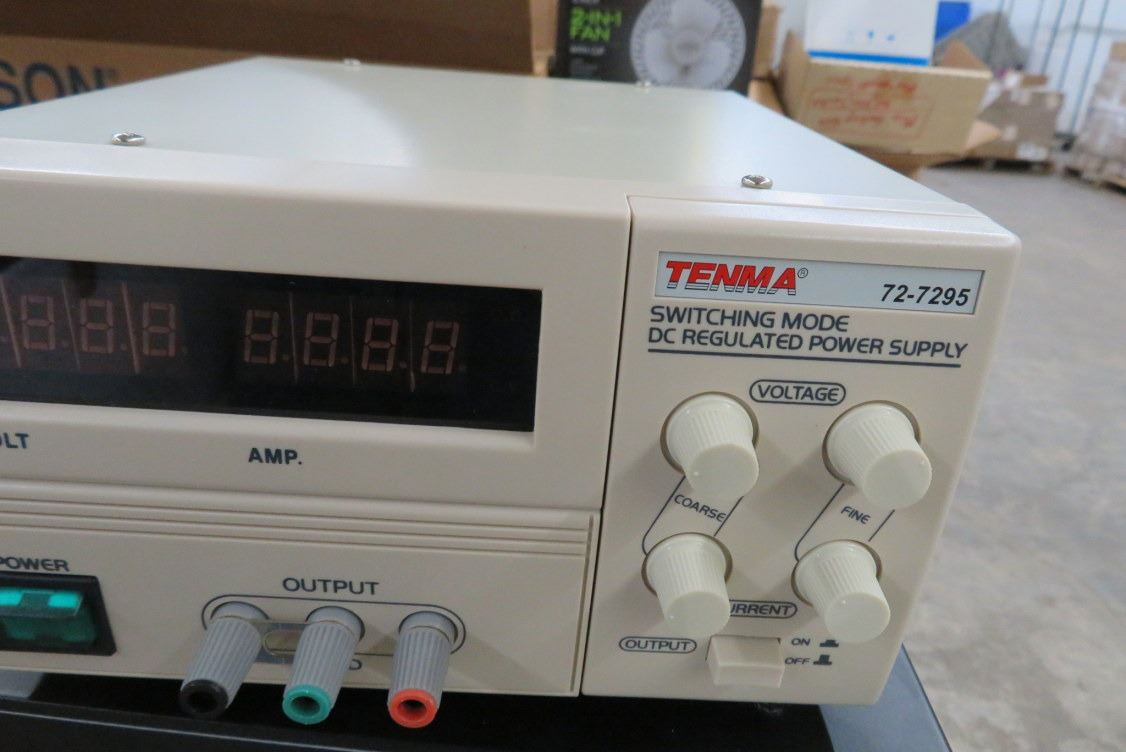 SON
2-IN-1
FAN
TENMA®
72-7295
SWITCHING MODE
DC REGULATED POWER SUPPLY
VOLTAGE
OLT
AMP.
COARSE
FINE
POWER
OUTPUT
URRENT
OUTPUT
ON
OFF
D